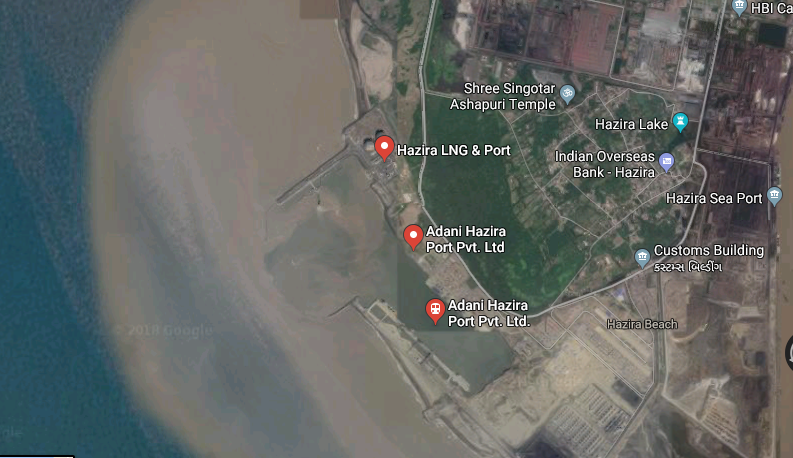 HBI Ca
Shree Singotar
Ashapuri Temple
Hazira Lake
Hazira LNG & Port
Indian Overseas
Bank - Hazira
Hazira Sea Port
Adani Hazira
Port Pvt. Ltd
Customs Building
કસ્ટમ્સ બિલ્ડીંગ
Adani Hazira
Port Pvt. Ltd.
Hazira Beach
© 2018 Google
gle